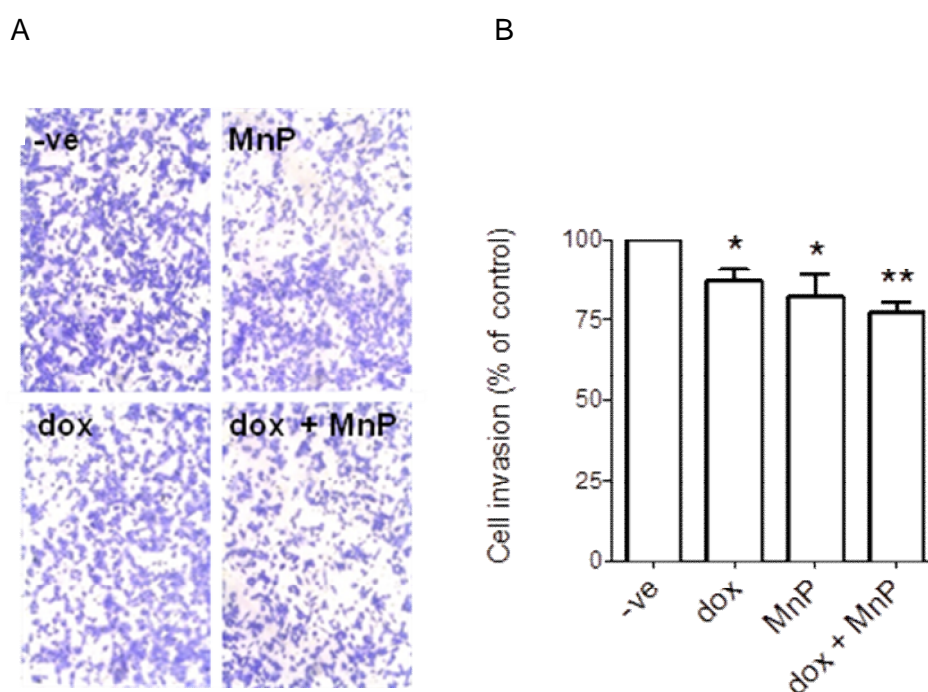 A
B
-ve
MnP
dox
dox + MnP
Cell invasion (% of control)
100
75
50
25
0
*
*
**
-ve
dox
MnP
dox + MnP